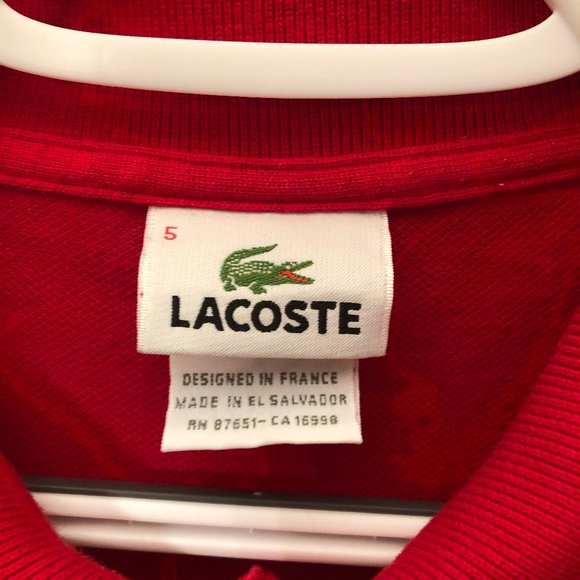 5
LACOSTE
DESIGNED IN FRANCE
MADE IN EL SALVADOR
RN 87651-CA 16998